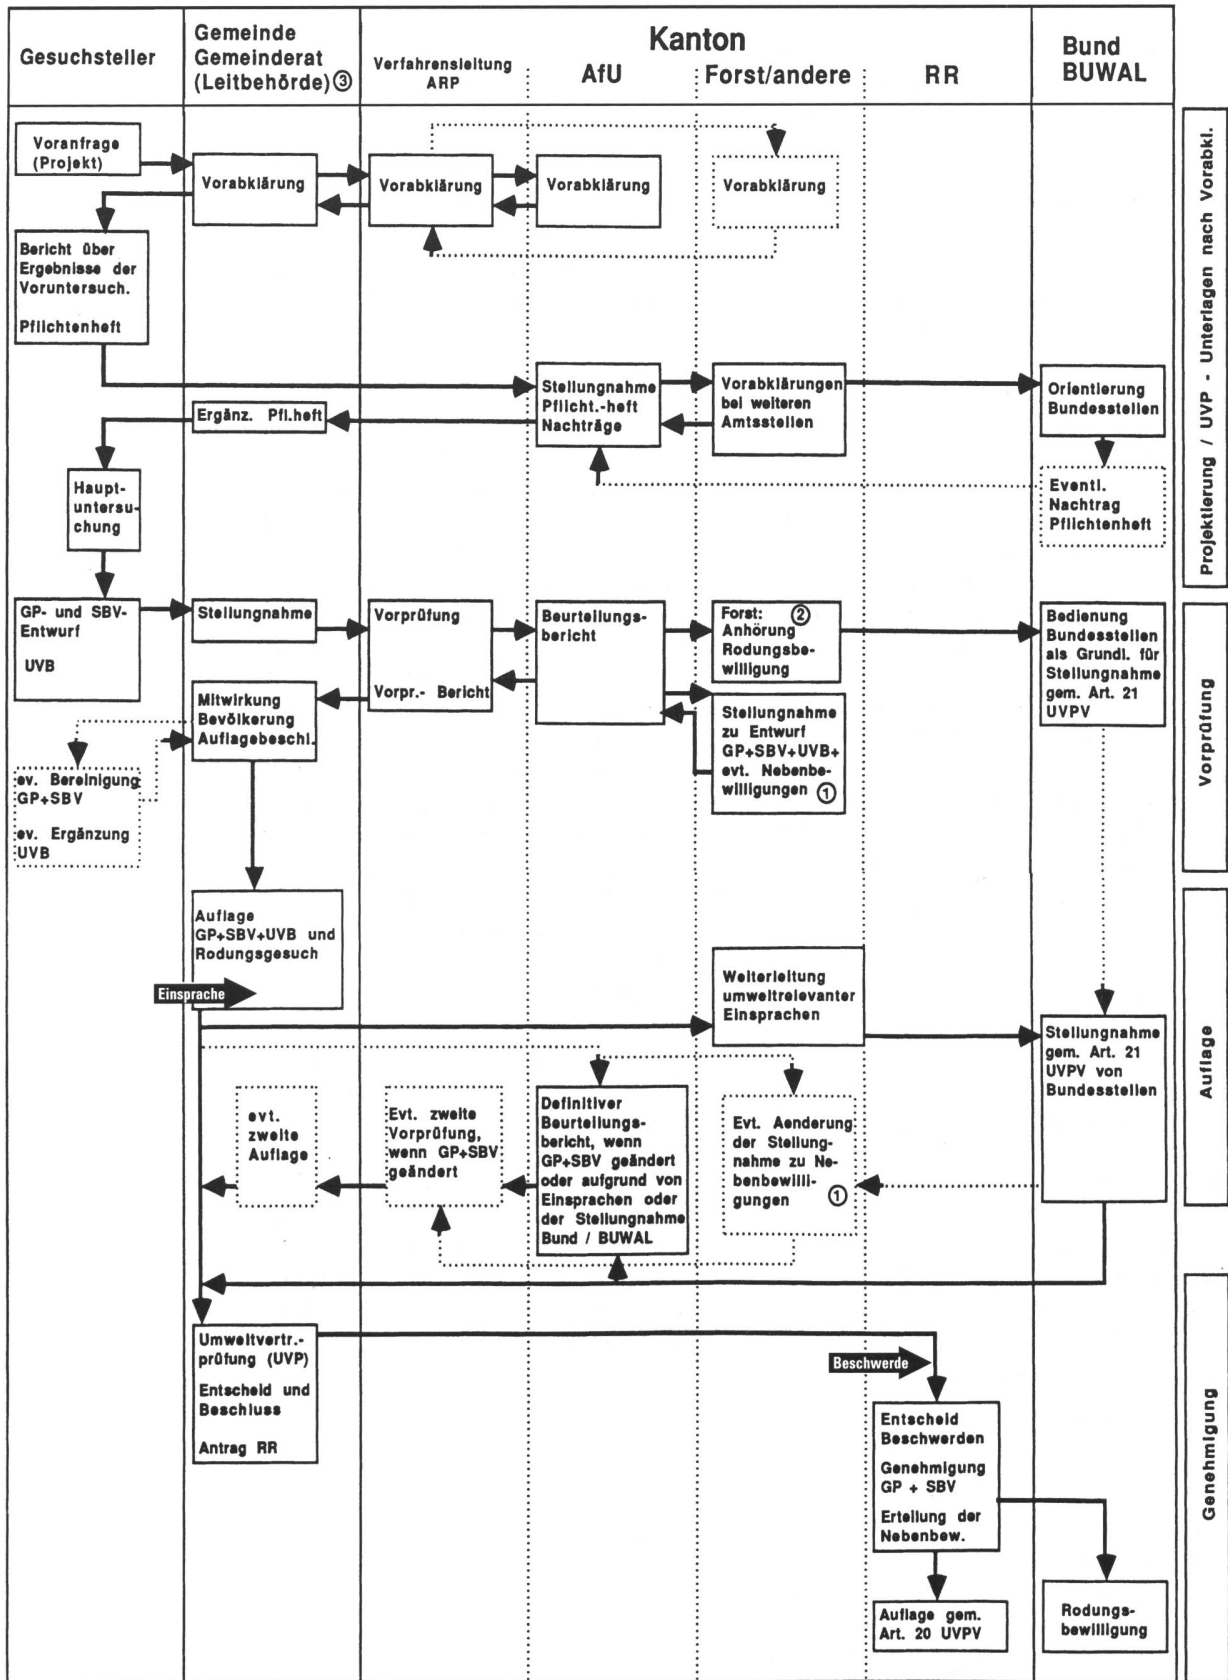 Gesuchsteller
Gemeinde
Gemeinderat
(Leitbehörde) ③
Kanton
Verfahrensleitung
ARP
AfU
Forst/andere
RR
Bund
BUWAL
Projektierung / UVP - Unterlagen nach Vorabkl.
Voranfrage
(Projekt)
Vorabklärung
Vorabklärung
Vorabklärung
Vorabklärung
Bericht über
Ergebnisse der
Voruntersuch.
Pflichtenheft
Stellungnahme
Pflicht.-heft
Nachträge
Vorabklärungen
bei weiteren
Amtsstellen
Orientierung
Bundesstellen
Ergänz. Pfl.heft
Haupt-
untersu-
chung
Eventl.
Nachtrag
Pflichtenheft
Vorprüfung
GP- und SBV-
Entwurf
UVB
Stellungnahme
Vorprüfung
Vorpr.- Bericht
Beurteilungs-
bericht
Forst: ②
Anhörung
Rodungsbe-
willigung
Bedienung
Bundesstellen
als Grundl. für
Stellungnahme
gem. Art. 21
UVPV
Mitwirkung
Bevölkerung
Auflagebeschl.
Stellungnahme
zu Entwurf
GP+SBV+UVB+
evt. Nebenbe-
willigungen ①
ev. Bereinigung
GP+SBV
ev. Ergänzung
UVB
Auflage
Auflage
GP+SBV+UVB und
Rodungsgesuch
Einsprache
Weiterleitung
umweltrelevanter
Einsprachen
Stellungnahme
gem. Art. 21
UVPV von
Bundesstellen
evt.
zweite
Auflage
Evt. zweite
Vorprüfung,
wenn GP+SBV
geändert
Definitiver
Beurteilungs-
bericht, wenn
GP+SBV geändert
oder aufgrund von
Einsprachen oder
der Stellungnahme
Bund / BUWAL
Evt. Aenderung
der Stellung-
nahme zu Ne-
benbewilli-
gungen ①
Genehmigung
Umweltvertr.-
prüfung (UVP)
Entscheid und
Beschluss
Antrag RR
Beschwerde
Entscheid
Beschwerden
Genehmigung
GP + SBV
Erteilung der
Nebenbew.
Auflage gem.
Art. 20 UVPV
Rodungs-
bewilligung